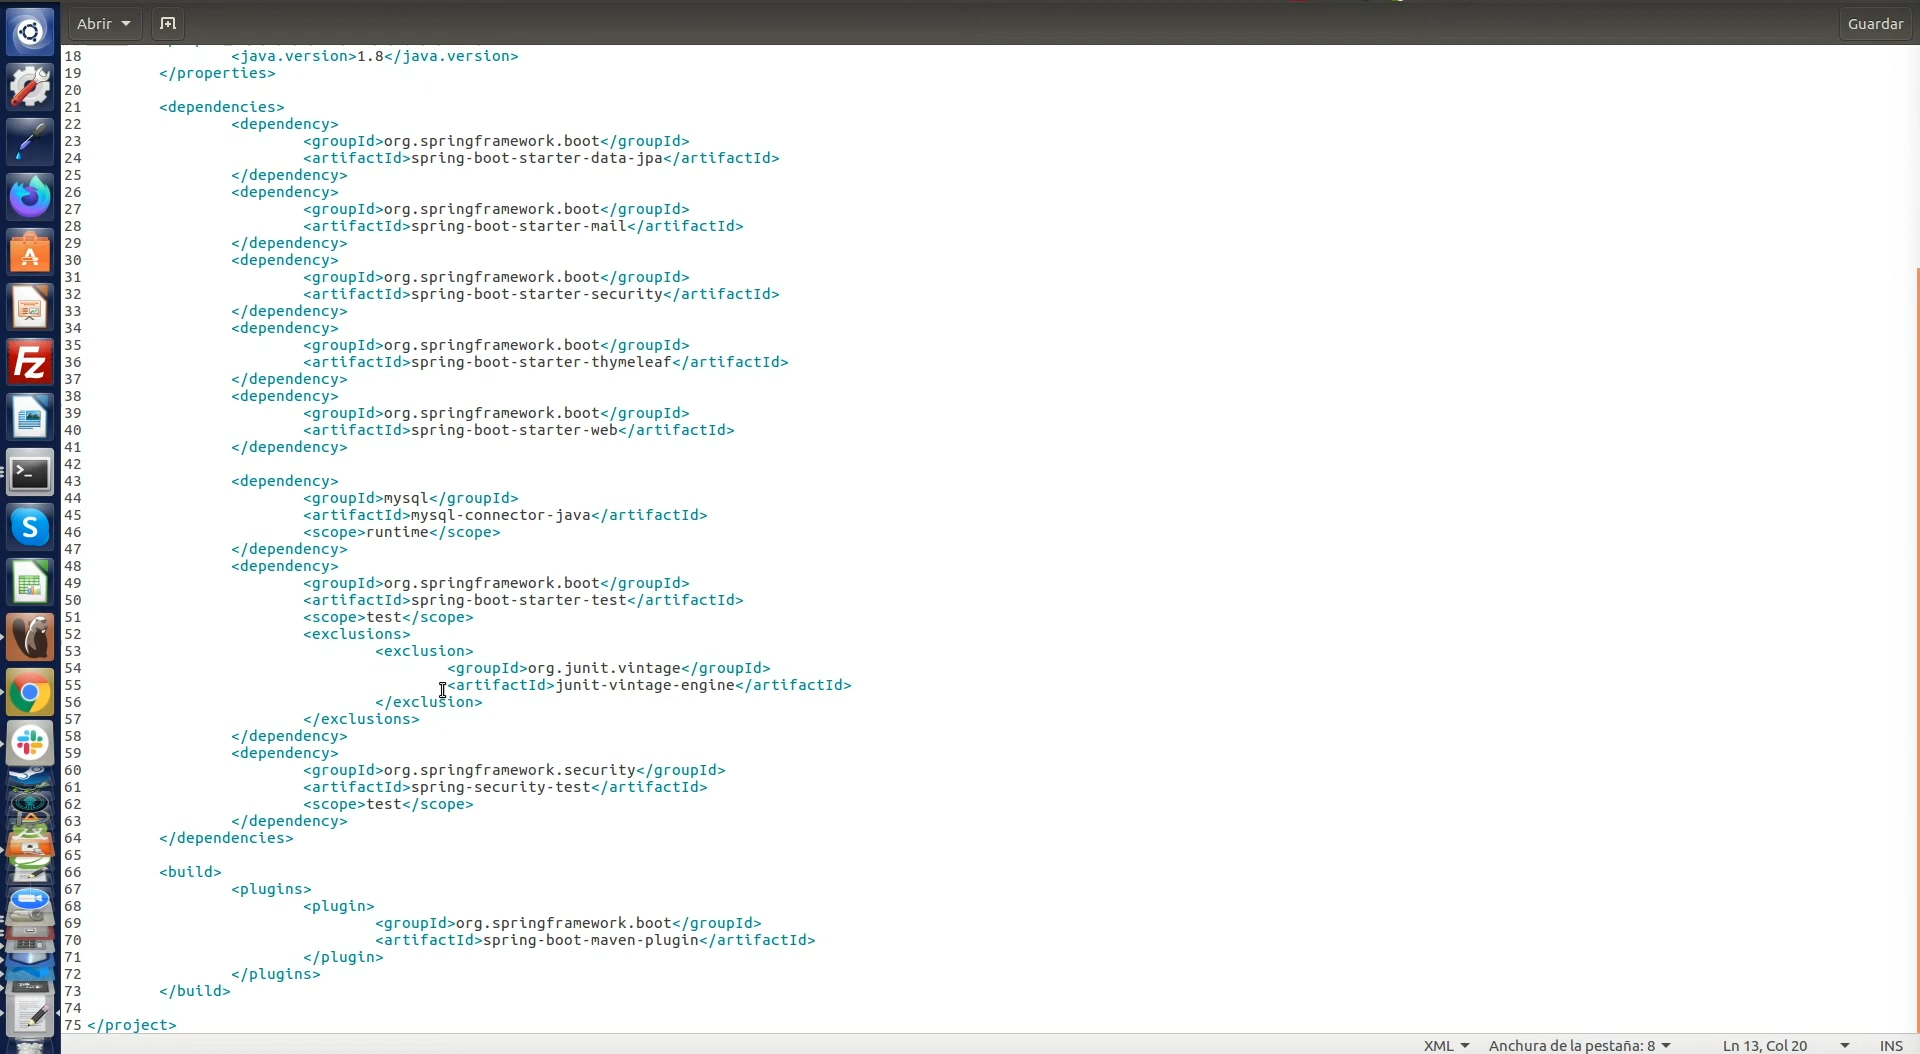 Abrir
Guardar
18 <java.version>1.8</java.version>
19 </properties>
20
21 <dependencies>
22 <dependency>
23 <groupId>org.springframework.boot</groupId>
24 <artifactId>spring-boot-starter-data-jpa</artifactId>
25 </dependency>
26 <dependency>
27 <groupId>org.springframework.boot</groupId>
28 <artifactId>spring-boot-starter-mail</artifactId>
29 </dependency>
30 <dependency>
31 <groupId>org.springframework.boot</groupId>
32 <artifactId>spring-boot-starter-security</artifactId>
33 </dependency>
34 <dependency>
35 <groupId>org.springframework.boot</groupId>
36 <artifactId>spring-boot-starter-thymeleaf</artifactId>
37 </dependency>
38 <dependency>
39 <groupId>org.springframework.boot</groupId>
40 <artifactId>spring-boot-starter-web</artifactId>
41 </dependency>
42
43 <dependency>
44 <groupId>mysql</groupId>
45 <artifactId>mysql-connector-java</artifactId>
46 <scope>runtime</scope>
47 </dependency>
48 <dependency>
49 <groupId>org.springframework.boot</groupId>
50 <artifactId>spring-boot-starter-test</artifactId>
51 <scope>test</scope>
52 <exclusions>
53 <exclusion>
54 <groupId>org.junit.vintage</groupId>
55 <artifactId>junit-vintage-engine</artifactId>
56 </exclusion>
57 </exclusions>
58 </dependency>
59 <dependency>
60 <groupId>org.springframework.security</groupId>
61 <artifactId>spring-security-test</artifactId>
62 <scope>test</scope>
63 </dependency>
64 </dependencies>
65
66 <build>
67 <plugins>
68 <plugin>
69 <groupId>org.springframework.boot</groupId>
70 <artifactId>spring-boot-maven-plugin</artifactId>
71 </plugin>
72 </plugins>
73 </build>
74
75 </project>
XML Anchura de la pestaña: 8 Ln 13, Col 20 INS